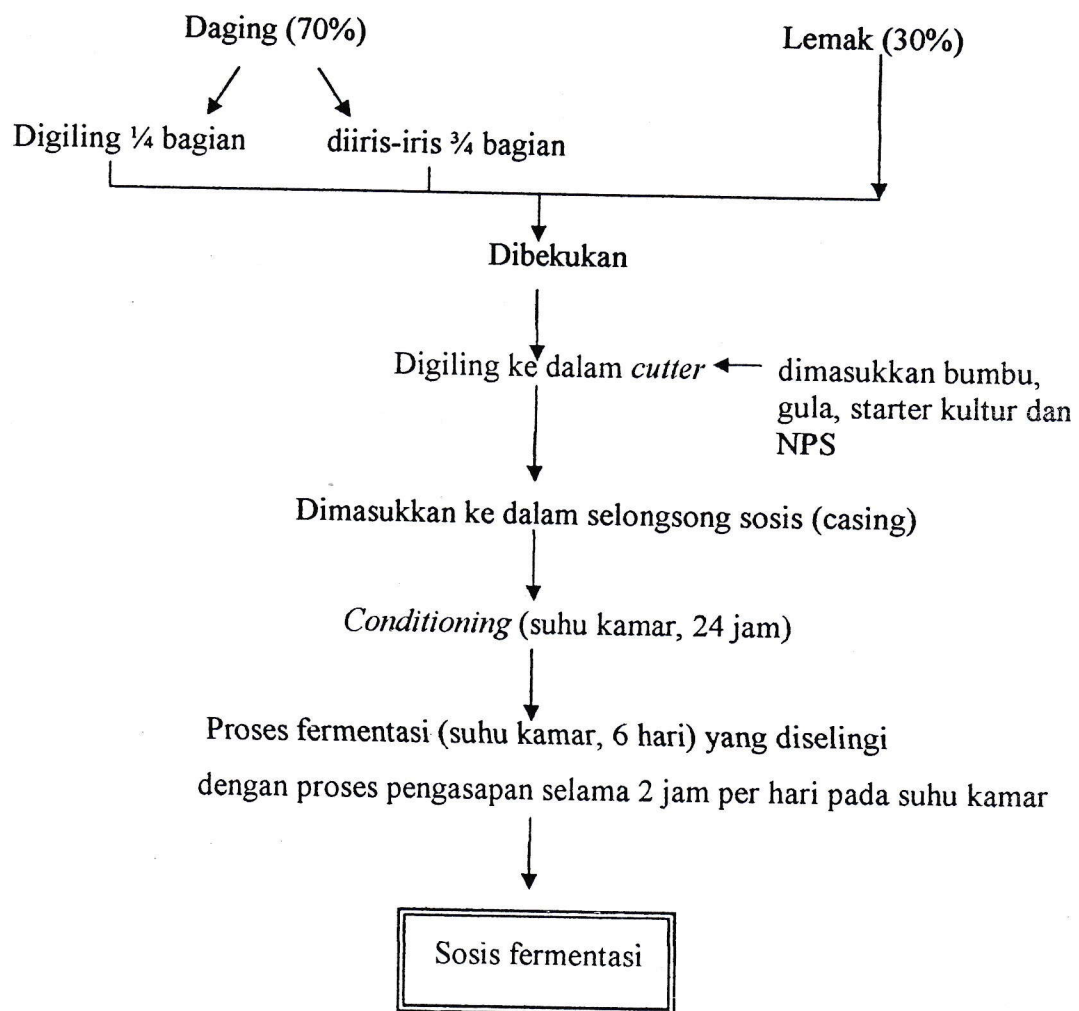 Daging (70%)
Lemak (30%)
Digiling ¼ bagian
diiris-iris ¾ bagian
Dibekukan
Digiling ke dalam cutter
dimasukkan bumbu,
gula, starter kultur dan
NPS
Dimasukkan ke dalam selongsong sosis (casing)
Conditioning (suhu kamar, 24 jam)
Proses fermentasi (suhu kamar, 6 hari) yang diselingi
dengan proses pengasapan selama 2 jam per hari pada suhu kamar
Sosis fermentasi